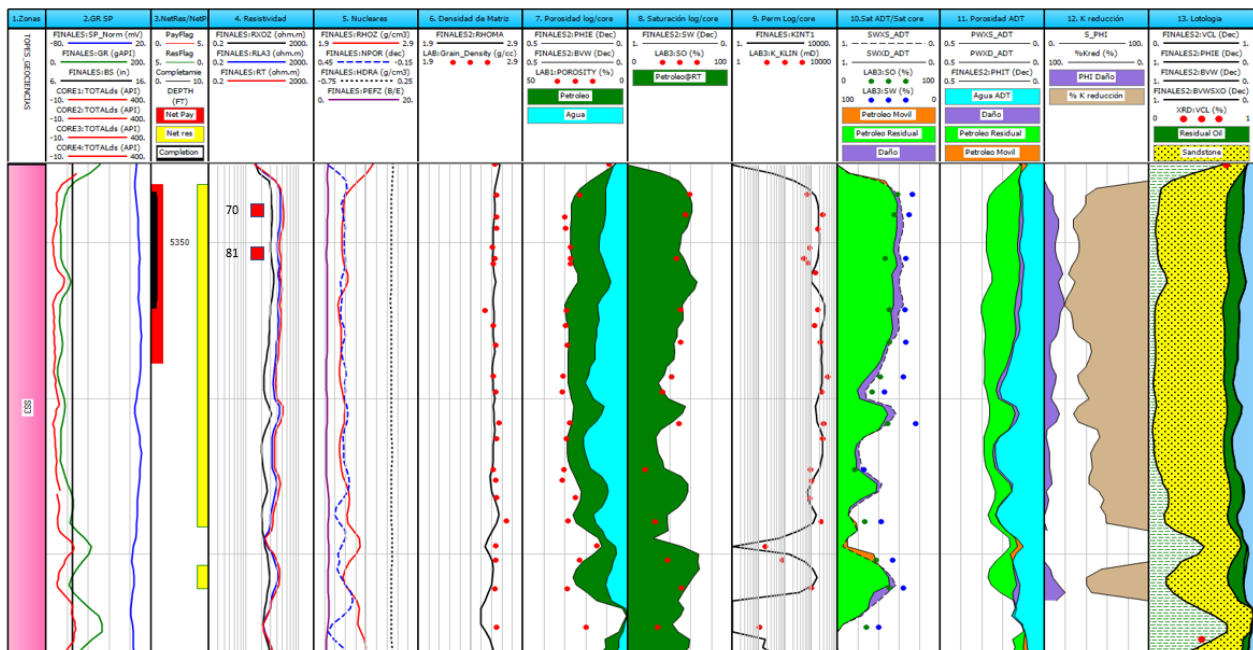 1.Zonas
2.GR SP
3.NetRes/NetP
4. Resistividad
5. Nucleares
6. Densidad de Matriz
7. Porosidad log/core
8. Saturación log/core
9. Perm Log/core
10.Sat ADT/Sat core
11. Porosidad ADT
12. K reducción
13. Lotologia
TOPES_GEOCIENCIAS
FINALES:SP_Norm (mV)
-80. 20.
FINALES:GR (gAPI)
0. 200.
FINALES:BS (in)
6. 16.
CORE1:TOTALds (API)
-10. 400.
CORE2:TOTALds (API)
-10. 400.
CORE3:TOTALds (API)
-10. 400.
CORE4:TOTALds (API)
-10. 400.
PayFlag
0. 5.
ResFlag
5. 0.
Completamie
0. 10.
DEPTH
(FT)
Net Pay
Net res
Completion
FINALES:RXOZ (ohm.m)
0.2 2000.
FINALES:RLA3 (ohm.m)
0.2 2000.
FINALES:RT (ohm.m)
0.2 2000.
FINALES:RHOZ (g/cm3)
1.9 2.9
FINALES:NPOR (dec)
0.45 -0.15
FINALES:HDRA (g/cm3)
-0.75 0.25
FINALES:PEFZ (B/E)
0. 20.
FINALES2:RHOMA
1.9 2.9
LAB:Grain_Density (g/cc)
1.9 2.9
FINALES2:PHIE (Dec)
0.5 0.
FINALES2:BVW (Dec)
0.5 0.
LAB1:POROSITY (%)
50 0
Petroleo
Agua
FINALES2:SW (Dec)
1. 0.
LAB3:SO (%)
0 100
Petroleo@RT
FINALES:KINT1
1. 10000.
LAB3:K_KLIN (mD)
1 10000
SWXS_ADT
1. 0.
SWXD_ADT
1. 0.
LAB3:SO (%)
0 100
LAB3:SW (%)
100 0
Petroleo Movil
Petroleo Residual
Daño
PWXS_ADT
0.5 0.
PWXD_ADT
0.5 0.
FINALES2:PHIT (Dec)
0.5 0.
Agua ADT
Daño
Petroleo Residual
Petroleo Movil
S_PHI
0. 100.
%Kred (%)
100. 0.
PHI Daño
% K reducción
FINALES2:VCL (Dec)
0. 1.
FINALES2:PHIE (Dec)
1. 0.
FINALES2:BVW (Dec)
1. 0.
FINALES2:BVWSXO (Dec)
1. 0.
XRD:VCL (%)
0 1
Residual Oil
Sandstone
SS3
70
5350
81